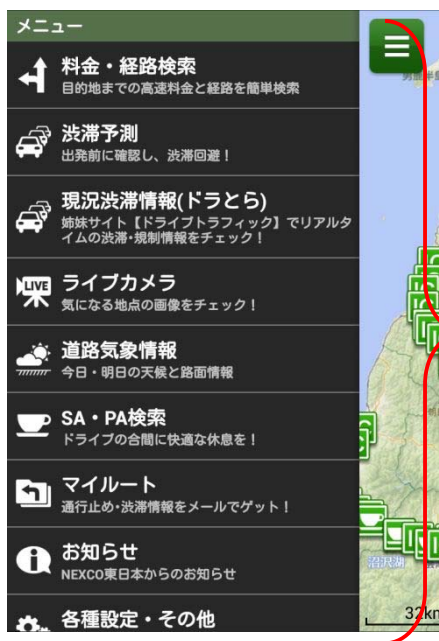 メニュー
料金・経路検索
目的地までの高速料金と経路を簡単検索
渋滞予測
出発前に確認し、渋滞回避！
現況渋滞情報(ドラとら)
姉妹サイト【ドライブトラフィック】でリアルタ
イムの渋滞・規制情報をチェック！
LIVE
ライブカメラ
気になる地点の画像をチェック！
道路気象情報
今日・明日の天候と路面情報
SA・PA検索
ドライブの合間に快適な休息を！
マイルート
通行止め・渋滞情報をメールでゲット！
お知らせ
NEXCO東日本からのお知らせ
各種設定・その他
沼沢湖
32km